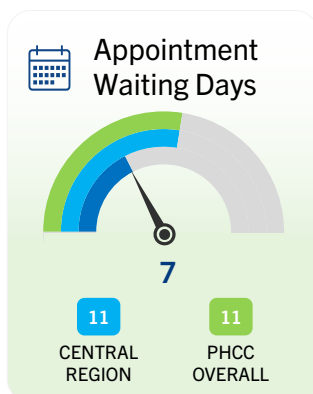 Appointment
Waiting Days
7
11
11
CENTRAL
REGION
PHCC
OVERALL